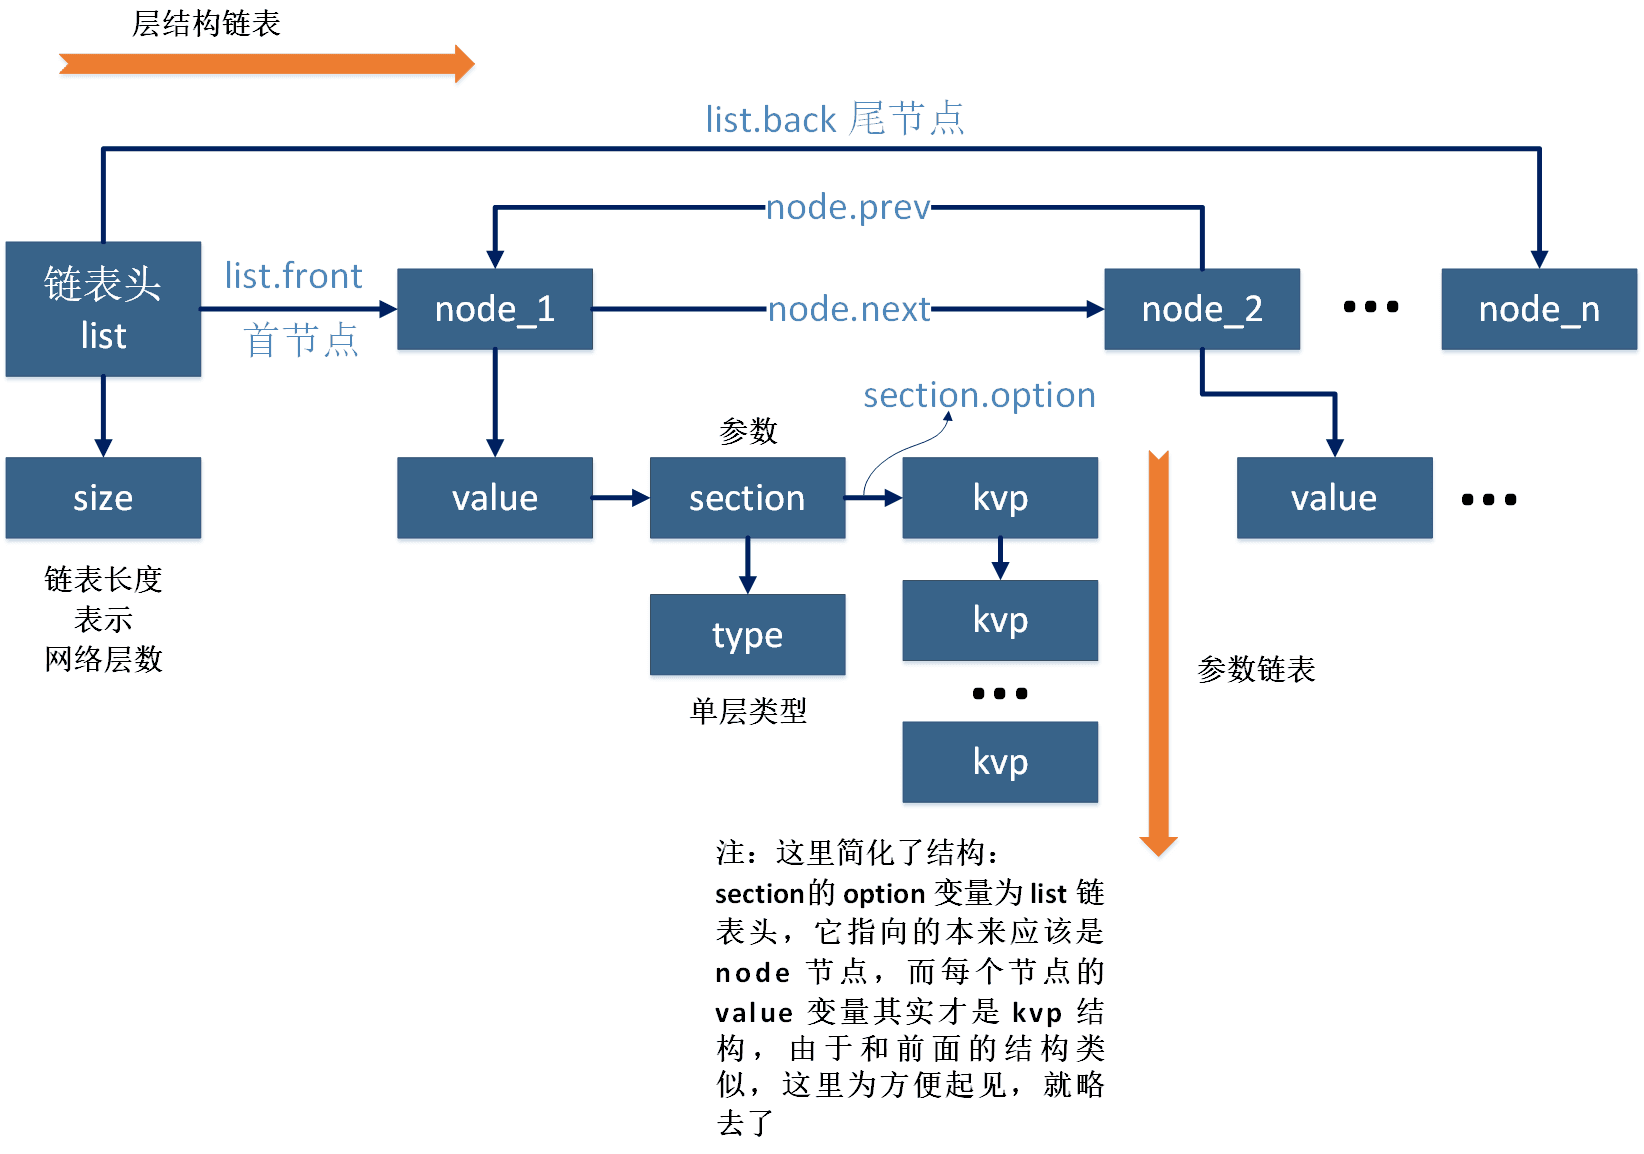 层结构链表
list.back 尾节点
node.prev
链表头
list
list.front
首节点
node_1
node.next
node_2
...
node_n
section.option
参数
size
value
section
kvp
value
...
链表长度
表示
网络层数
type
kvp
单层类型
...
kvp
参数链表
注：这里简化了结构：
section的 option 变量为 list 链
表头，它指向的本来应该是
node 节点，而每个节点的
value 变量其实才是 kvp 结
构，由于和前面的结构类
似，这里为方便起见，就略
去了